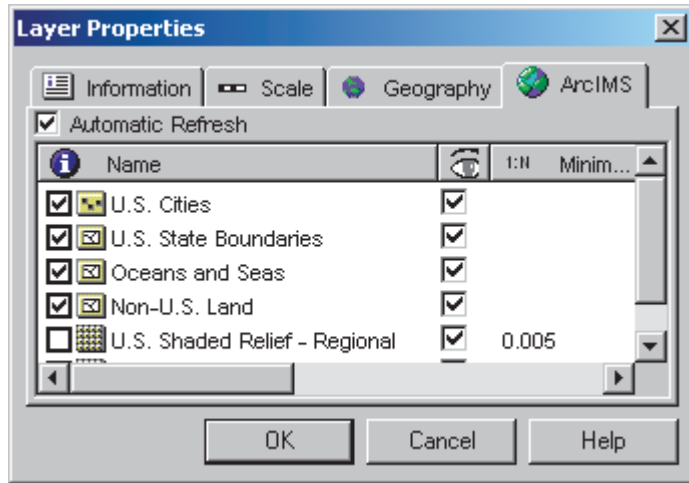 Layer Properties
Information Scale Geography ArcIMS
Automatic Refresh
Name 1:N Minim...
U.S. Cities
U.S. State Boundaries
Oceans and Seas
Non-U.S. Land
U.S. Shaded Relief - Regional 0.005
OK Cancel Help